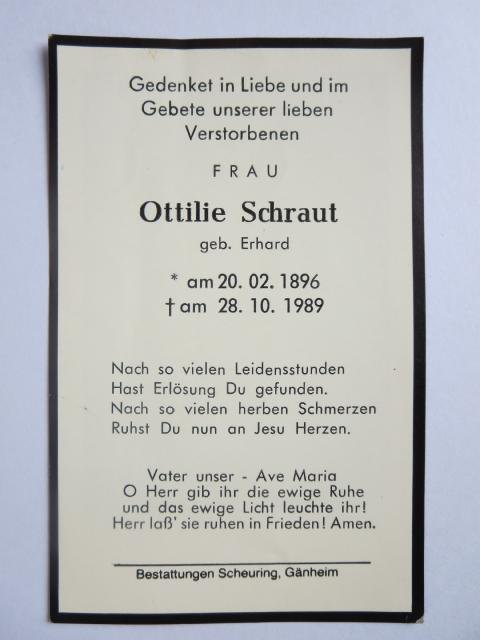 Gedenket in Liebe und im
Gebete unserer lieben
Verstorbenen
FRAU
Ottilie Schraut
geb. Erhard
* am 20. 02. 1896
† am 28. 10. 1989
Nach so vielen Leidensstunden
Hast Erlösung Du gefunden.
Nach so vielen herben Schmerzen
Ruhst Du nun an Jesu Herzen.
Vater unser - Ave Maria
O Herr gib ihr die ewige Ruhe
und das ewige Licht leuchte ihr!
Herr laß' sie ruhen in Frieden! Amen.
Bestattungen Scheuring, Gänheim